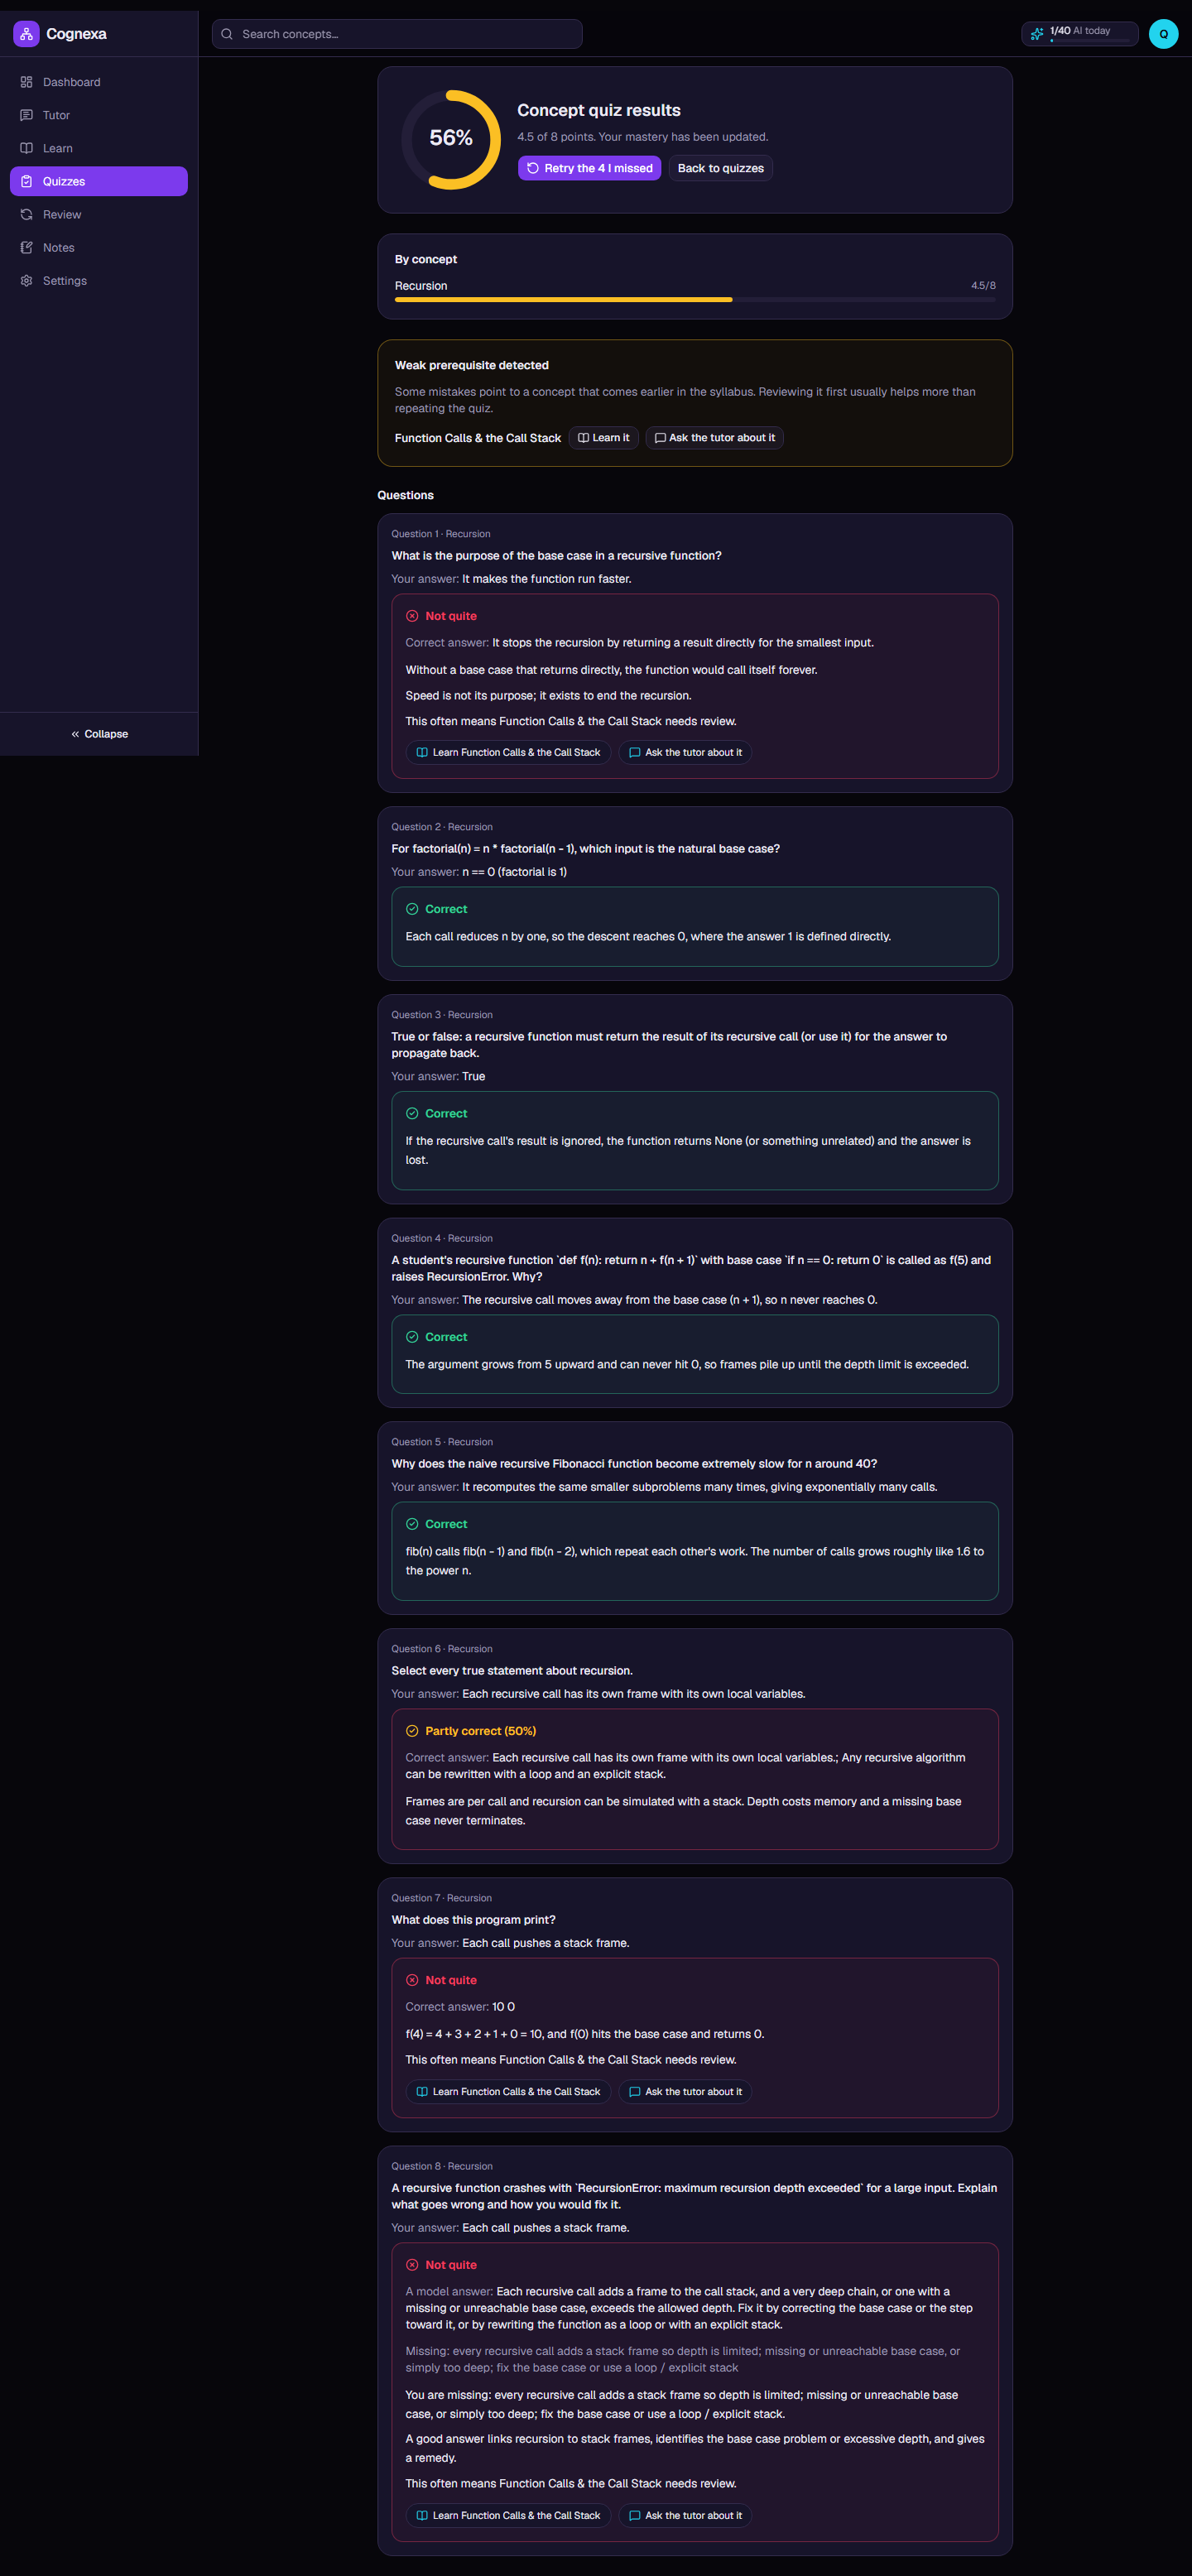 Cognexa
Search concepts...
1/40 AI today
Q
Dashboard
Tutor
Learn
Quizzes
Review
Notes
Settings
Collapse
56%
Concept quiz results
4.5 of 8 points. Your mastery has been updated.
Retry the 4 I missed
Back to quizzes
By concept
Recursion
4.5/8
Weak prerequisite detected
Some mistakes point to a concept that comes earlier in the syllabus. Reviewing it first usually helps more than
repeating the quiz.
Function Calls & the Call Stack
Learn it
Ask the tutor about it
Questions
Question 1 · Recursion
What is the purpose of the base case in a recursive function?
Your answer: It makes the function run faster.
Not quite
Correct answer: It stops the recursion by returning a result directly for the smallest input.
Without a base case that returns directly, the function would call itself forever.
Speed is not its purpose; it exists to end the recursion.
This often means Function Calls & the Call Stack needs review.
Learn Function Calls & the Call Stack
Ask the tutor about it
Question 2 · Recursion
For factorial(n) = n * factorial(n - 1), which input is the natural base case?
Your answer: n == 0 (factorial is 1)
Correct
Each call reduces n by one, so the descent reaches 0, where the answer 1 is defined directly.
Question 3 · Recursion
True or false: a recursive function must return the result of its recursive call (or use it) for the answer to
propagate back.
Your answer: True
Correct
If the recursive call's result is ignored, the function returns None (or something unrelated) and the answer is
lost.
Question 4 · Recursion
A student's recursive function `def f(n): return n + f(n + 1)` with base case `if n == 0: return 0` is called as f(5) and
raises RecursionError. Why?
Your answer: The recursive call moves away from the base case (n + 1), so n never reaches 0.
Correct
The argument grows from 5 upward and can never hit 0, so frames pile up until the depth limit is exceeded.
Question 5 · Recursion
Why does the naive recursive Fibonacci function become extremely slow for n around 40?
Your answer: It recomputes the same smaller subproblems many times, giving exponentially many calls.
Correct
fib(n) calls fib(n - 1) and fib(n - 2), which repeat each other's work. The number of calls grows roughly like 1.6 to
the power n.
Question 6 · Recursion
Select every true statement about recursion.
Your answer: Each recursive call has its own frame with its own local variables.
Partly correct (50%)
Correct answer: Each recursive call has its own frame with its own local variables.; Any recursive algorithm
can be rewritten with a loop and an explicit stack.
Frames are per call and recursion can be simulated with a stack. Depth costs memory and a missing base
case never terminates.
Question 7 · Recursion
What does this program print?
Your answer: Each call pushes a stack frame.
Not quite
Correct answer: 10 0
f(4) = 4 + 3 + 2 + 1 + 0 = 10, and f(0) hits the base case and returns 0.
This often means Function Calls & the Call Stack needs review.
Learn Function Calls & the Call Stack
Ask the tutor about it
Question 8 · Recursion
A recursive function crashes with `RecursionError: maximum recursion depth exceeded` for a large input. Explain
what goes wrong and how you would fix it.
Your answer: Each call pushes a stack frame.
Not quite
A model answer: Each recursive call adds a frame to the call stack, and a very deep chain, or one with a
missing or unreachable base case, exceeds the allowed depth. Fix it by correcting the base case or the step
toward it, or by rewriting the function as a loop or with an explicit stack.
Missing: every recursive call adds a stack frame so depth is limited; missing or unreachable base case, or
simply too deep; fix the base case or use a loop / explicit stack
You are missing: every recursive call adds a stack frame so depth is limited; missing or unreachable base
case, or simply too deep; fix the base case or use a loop / explicit stack.
A good answer links recursion to stack frames, identifies the base case problem or excessive depth, and gives
a remedy.
This often means Function Calls & the Call Stack needs review.
Learn Function Calls & the Call Stack
Ask the tutor about it